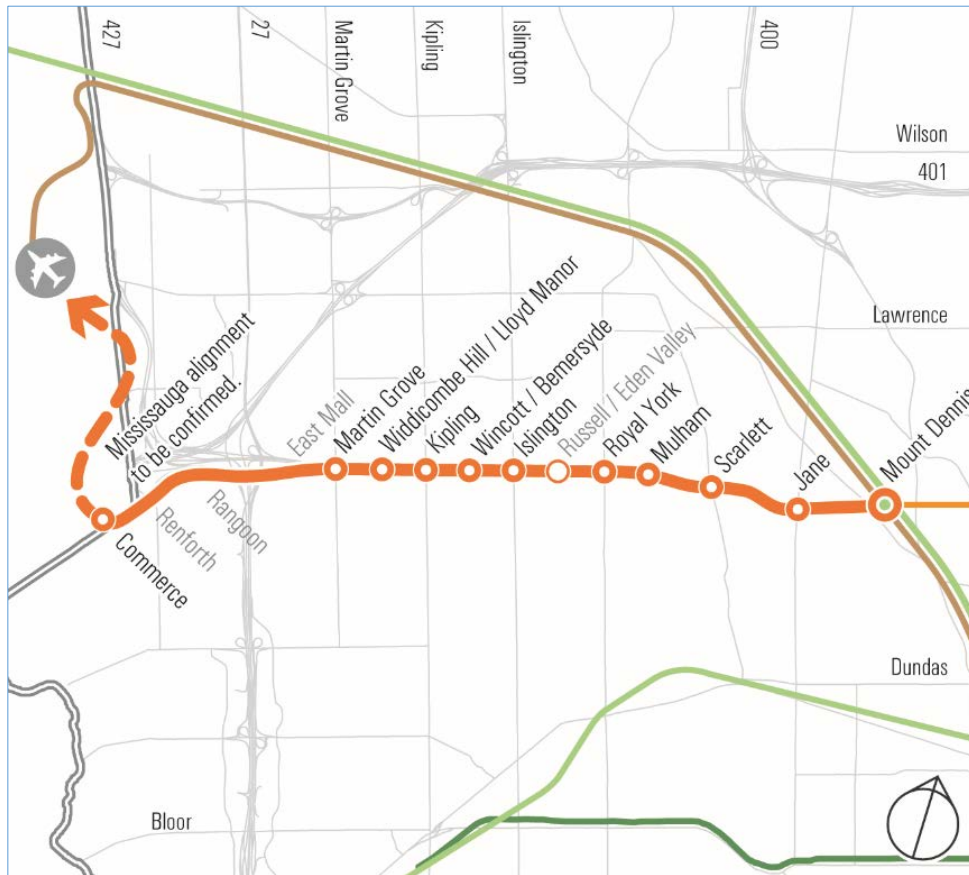 427
27
Martin Grove
Kipling
Islington
400
Wilson
401
Lawrence
Mississauga alignment
to be confirmed.
East Mall
Martin Grove
Widdicombe Hill / Lloyd Manor
Kipling
Wincott / Bemersyde
Islington
Russell / Eden Valley
Royal York
Mulham
Scarlett
Jane
Mount Dennis
Rangoon
Renforth
Commerce
Dundas
Bloor